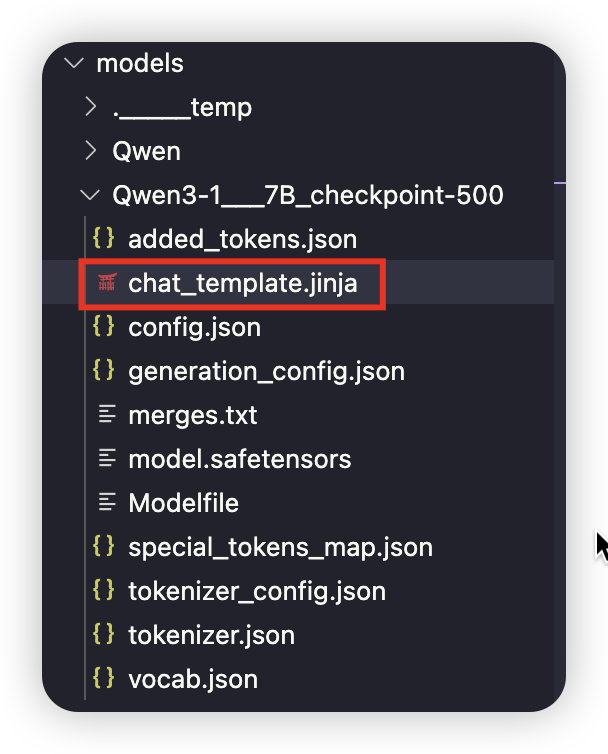 models
._____temp
Qwen
Qwen3-1___7B_checkpoint-500
added_tokens.json
chat_template.jinja
config.json
generation_config.json
merges.txt
model.safetensors
Modelfile
special_tokens_map.json
tokenizer_config.json
tokenizer.json
vocab.json